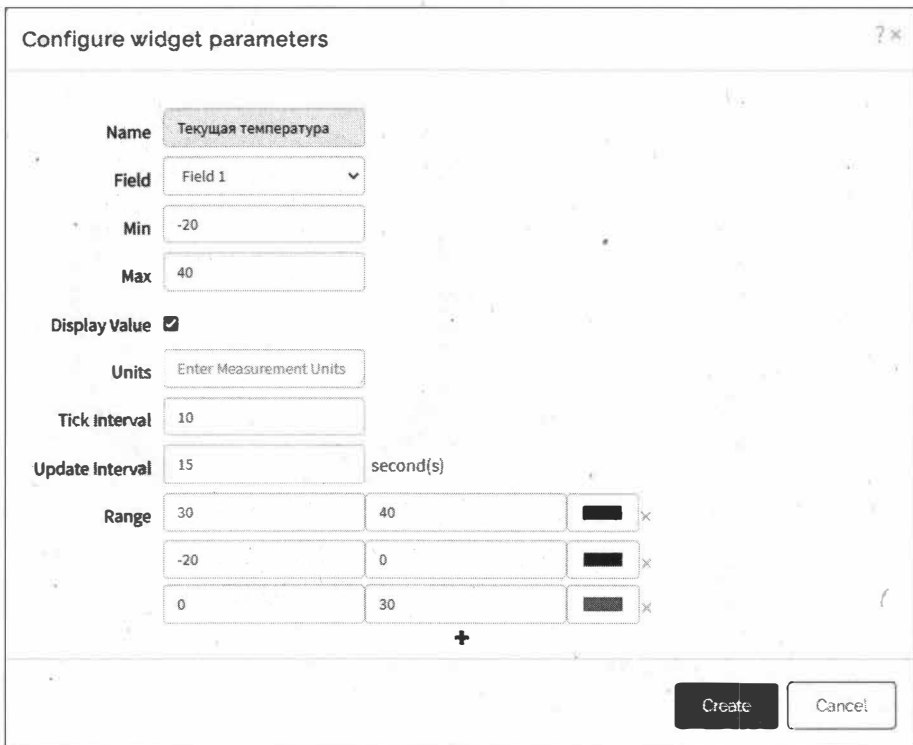 Configure widget parameters ? ×
Name Текущая температура
Field Field 1
Min -20
Max 40
Display Value
Units Enter Measurement Units
Tick Interval 10
Update Interval 15 second(s)
Range 30 40 ×
-20 0 ×
0 30 ×
+
Create Cancel